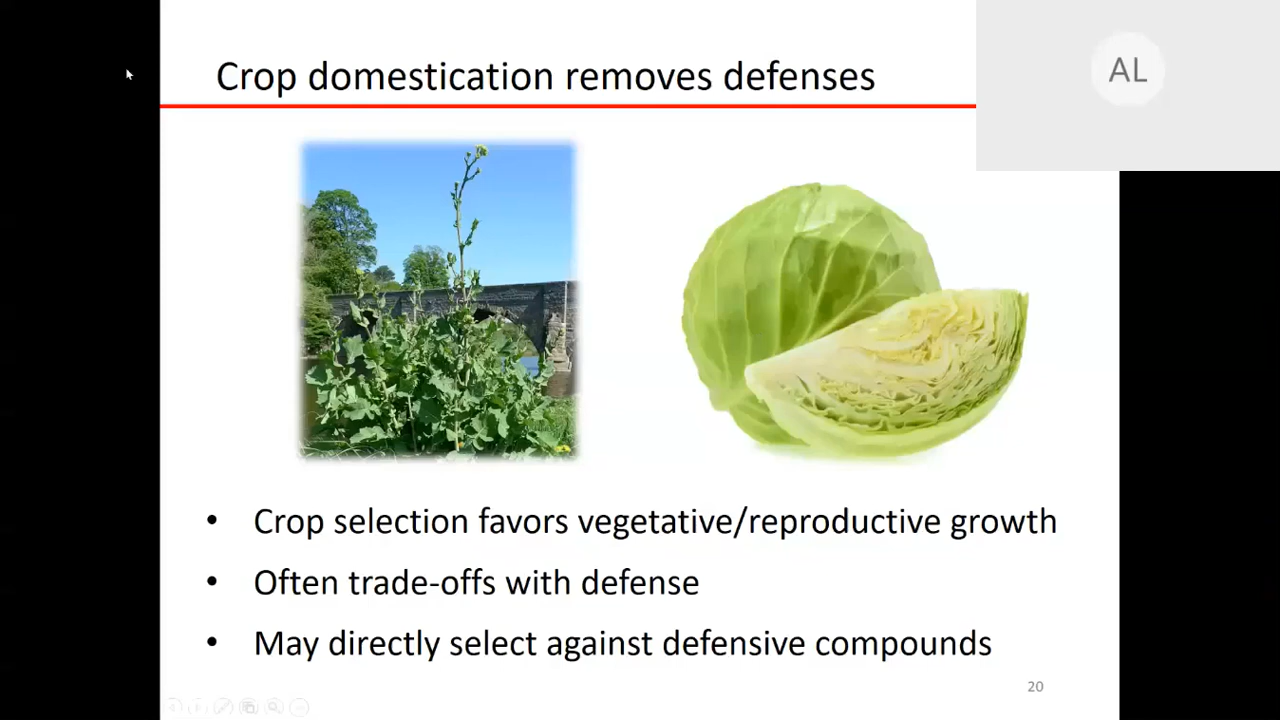 Crop domestication removes defenses
AL
• Crop selection favors vegetative/reproductive growth
• Often trade-offs with defense
• May directly select against defensive compounds
20